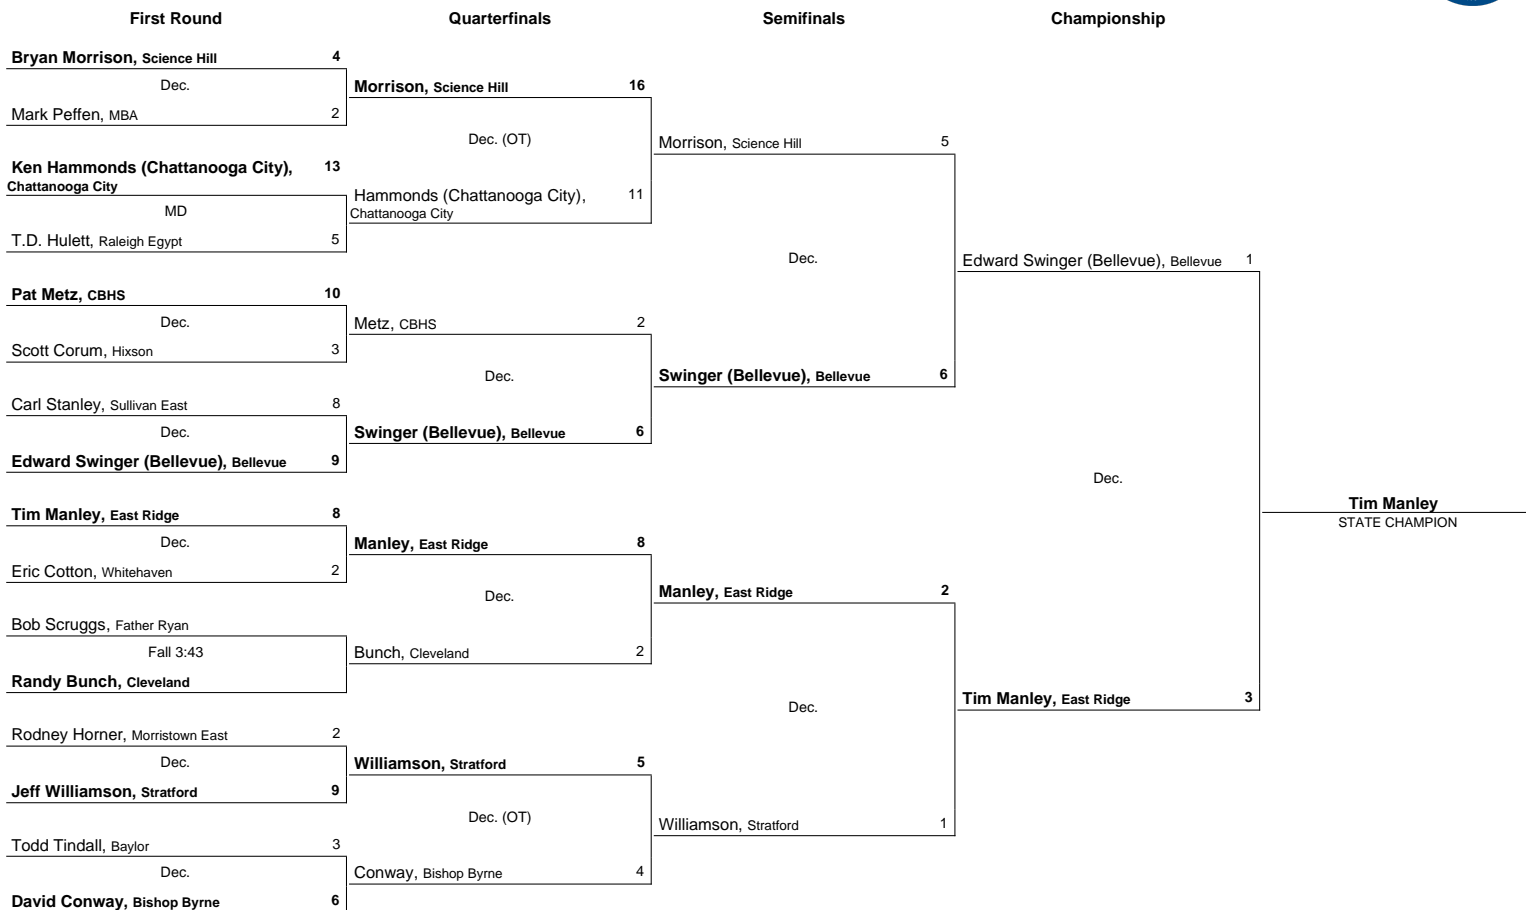 First Round
Quarterfinals
Semifinals
Championship
Bryan Morrison, Science Hill 4
Dec.
Mark Peffen, MBA 2
Ken Hammonds (Chattanooga City), 13
Chattanooga City
MD
T.D. Hulett, Raleigh Egypt 5
Pat Metz, CBHS 10
Dec.
Scott Corum, Hixson 3
Carl Stanley, Sullivan East 8
Dec.
Edward Swinger (Bellevue), Bellevue 9
Tim Manley, East Ridge 8
Dec.
Eric Cotton, Whitehaven 2
Bob Scruggs, Father Ryan
Fall 3:43
Randy Bunch, Cleveland
Rodney Horner, Morristown East 2
Dec.
Jeff Williamson, Stratford 9
Todd Tindall, Baylor 3
Dec.
David Conway, Bishop Byrne 6
Morrison, Science Hill 16
Dec. (OT)
Hammonds (Chattanooga City), 11
Chattanooga City
Metz, CBHS 2
Dec.
Swinger (Bellevue), Bellevue 6
Manley, East Ridge 8
Dec.
Bunch, Cleveland 2
Williamson, Stratford 5
Dec. (OT)
Conway, Bishop Byrne 4
Morrison, Science Hill 5
Dec.
Swinger (Bellevue), Bellevue 6
Manley, East Ridge 2
Dec.
Williamson, Stratford 1
Edward Swinger (Bellevue), Bellevue 1
Dec.
Tim Manley, East Ridge 3
Tim Manley
STATE CHAMPION